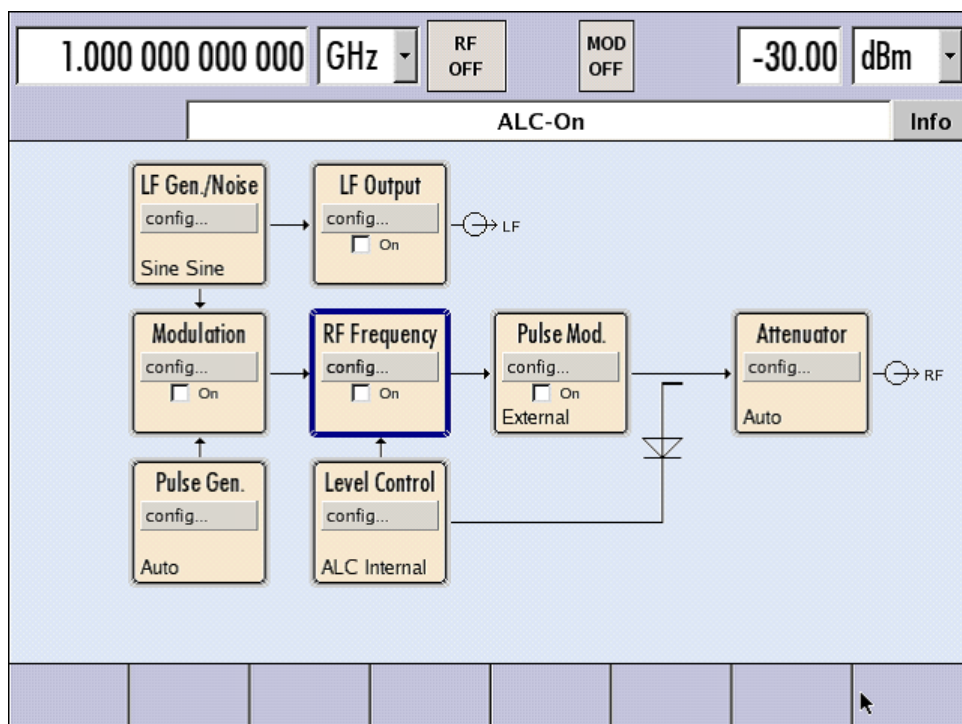 1.000 000 000 000 GHz RF OFF MOD OFF -30.00 dBm
ALC-On Info
LF Gen./Noise
config...
Sine Sine
LF Output
config...
On
LF
Modulation
config...
On
RF Frequency
config...
On
Pulse Mod.
config...
On
External
Attenuator
config...
Auto
RF
Pulse Gen.
config...
Auto
Level Control
config...
ALC Internal